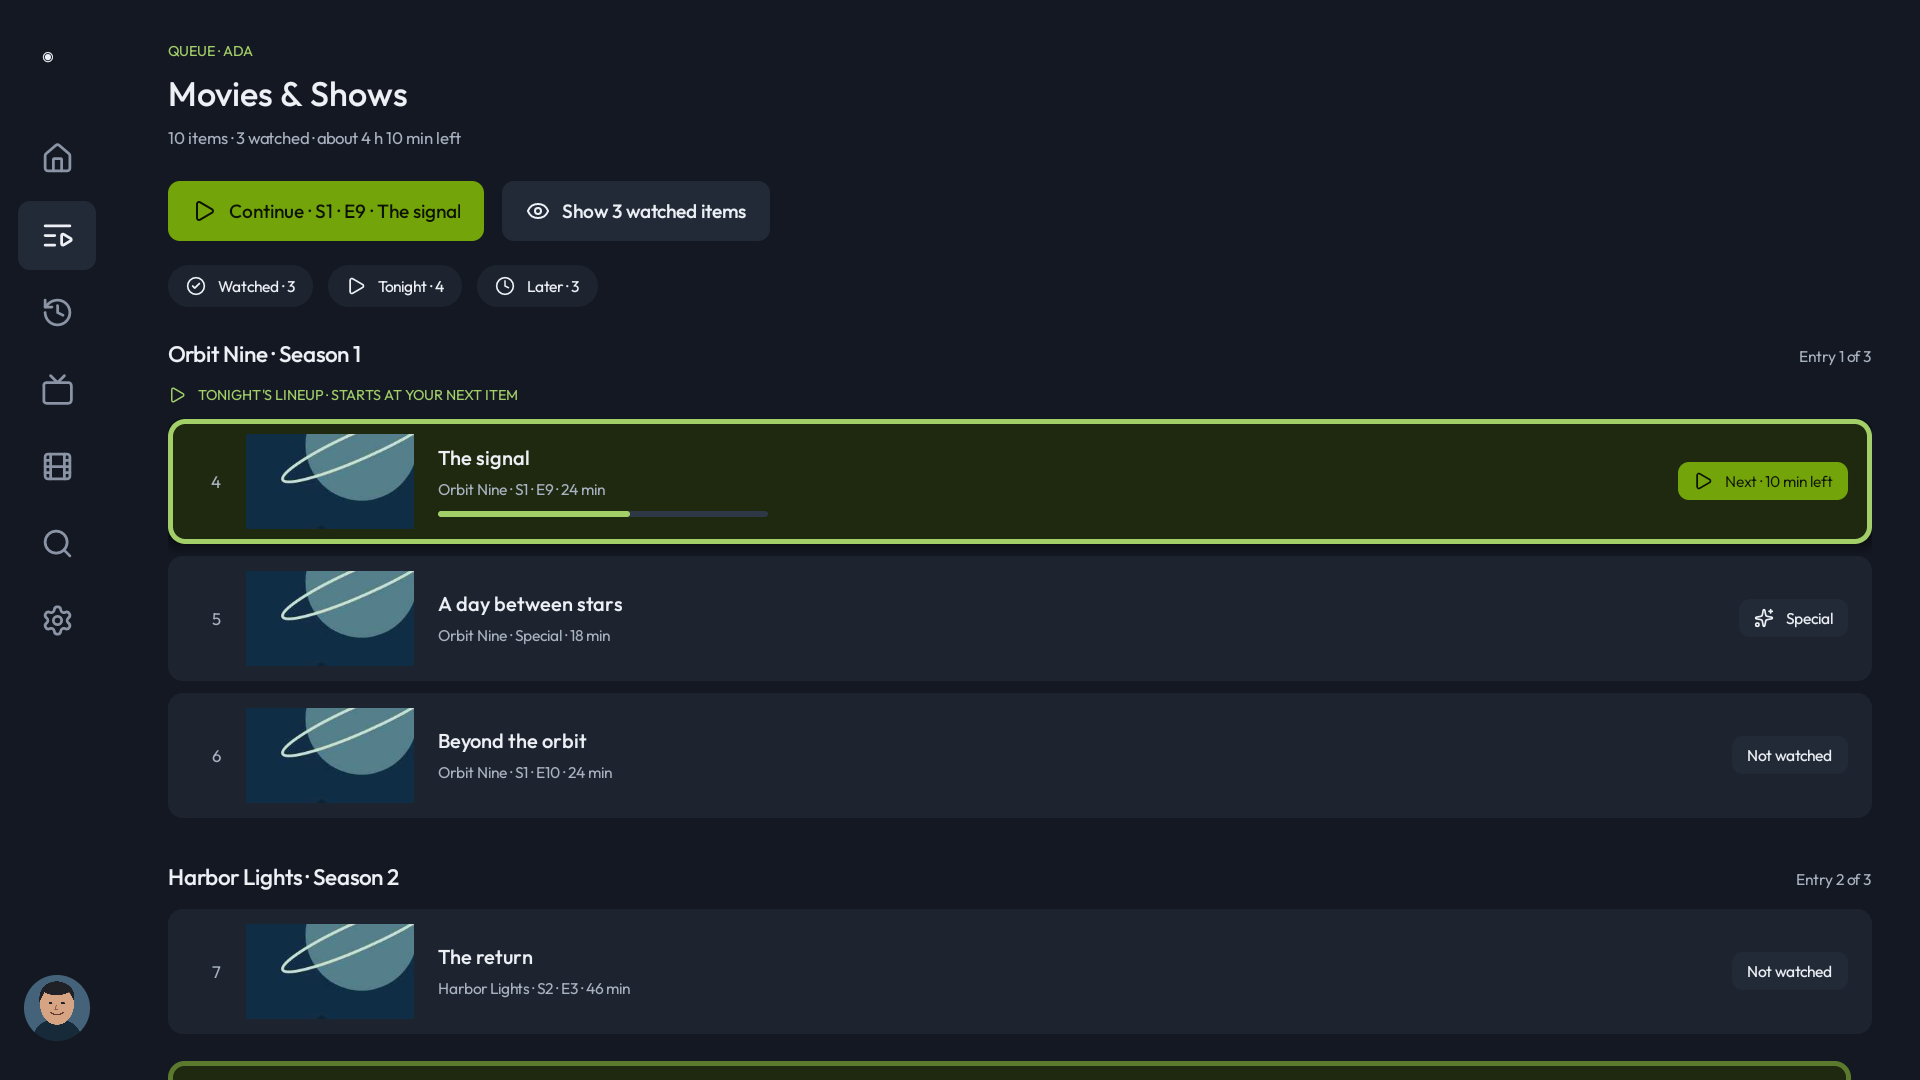 QUEUE · ADA
Movies & Shows
10 items · 3 watched · about 4 h 10 min left
Continue · S1 · E9 · The signal
Show 3 watched items
Watched · 3
Tonight · 4
Later · 3
Orbit Nine · Season 1
Entry 1 of 3
TONIGHT'S LINEUP · STARTS AT YOUR NEXT ITEM
4
The signal
Orbit Nine · S1 · E9 · 24 min
Next · 10 min left
5
A day between stars
Orbit Nine · Special · 18 min
Special
6
Beyond the orbit
Orbit Nine · S1 · E10 · 24 min
Not watched
Harbor Lights · Season 2
Entry 2 of 3
7
The return
Harbor Lights · S2 · E3 · 46 min
Not watched